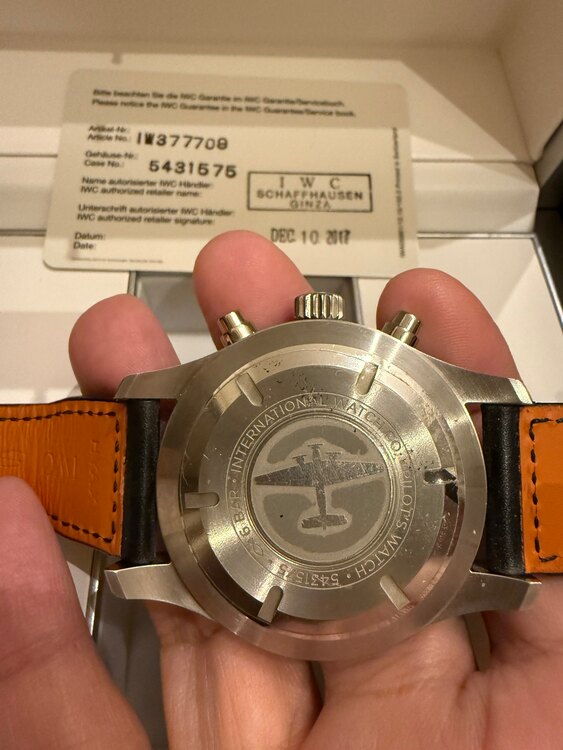 Bitte beachten Sie die IWC Garantie im IWC Garantie/Servicebuch.
Please notice the IWC Guarantee in the IWC Guarantee/Service book.
Artikel-Nr.:
Article No.: IW377709
Gehäuse-Nr.:
Case No.: 5431575
Name autorisierter IWC Händler:
IWC authorized retailer name:
I W C
SCHAFFHAUSEN
GINZA
Unterschrift autorisierter IWC Händler:
IWC authorized retailer signature:
Datum:
Date: DEC 10 2017
INTERNATIONAL WATCH CO. · PILOT'S WATCH · 5431575 · 6 BAR ·